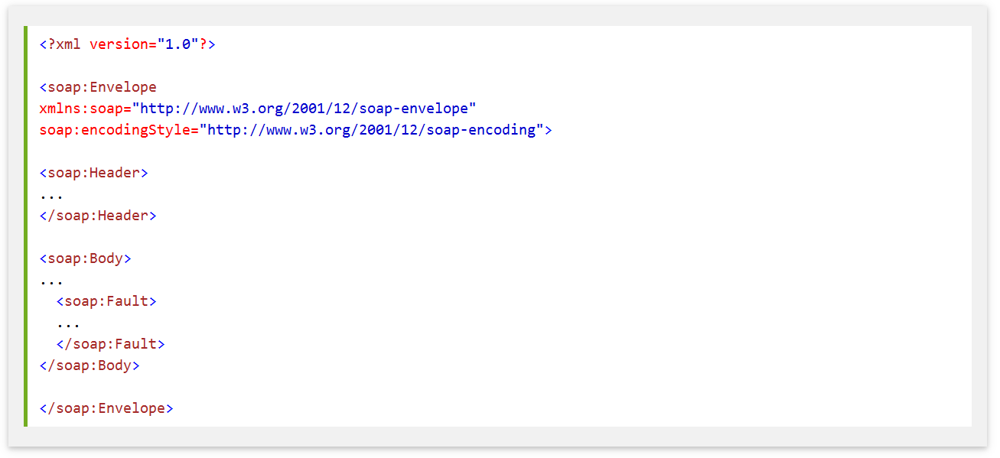 <?xml version="1.0"?>
<soap:Envelope
xmlns:soap="http://www.w3.org/2001/12/soap-envelope"
soap:encodingStyle="http://www.w3.org/2001/12/soap-encoding">
<soap:Header>
...
</soap:Header>
<soap:Body>
...
<soap:Fault>
...
</soap:Fault>
</soap:Body>
</soap:Envelope>